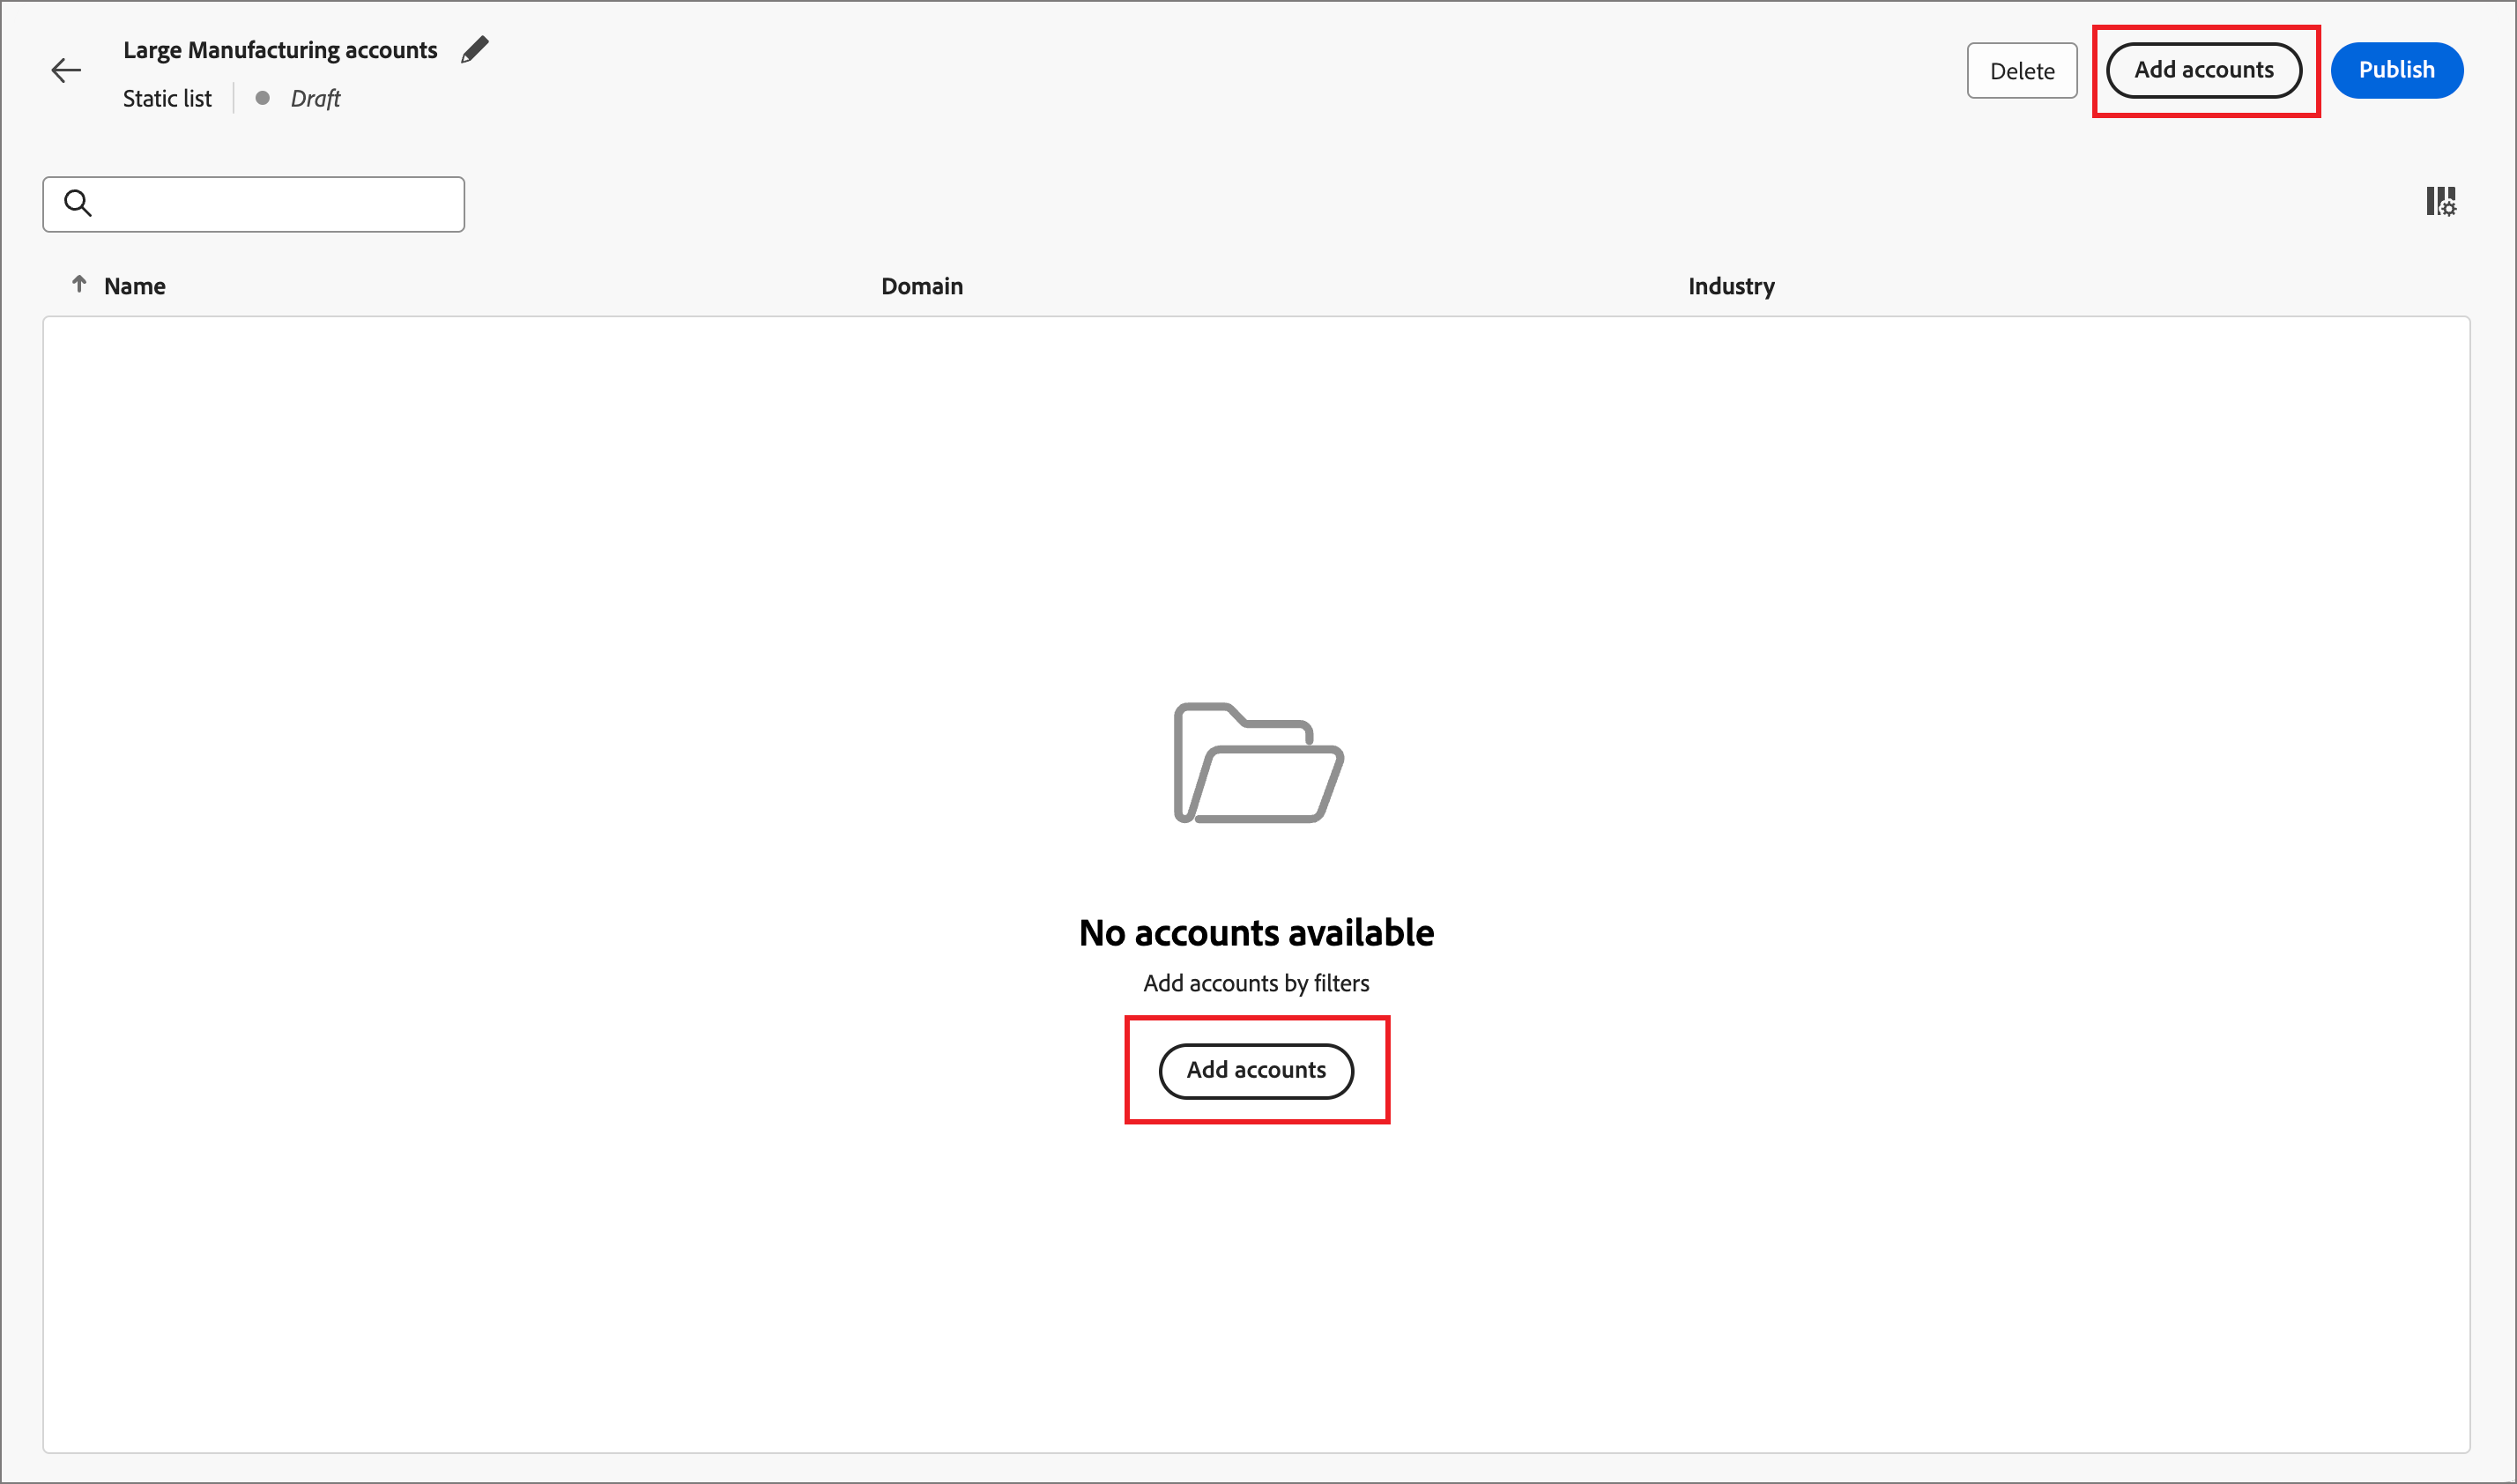 Large Manufacturing accounts
Static list
Draft
Delete
Add accounts
Publish
Name
Domain
Industry
No accounts available
Add accounts by filters
Add accounts